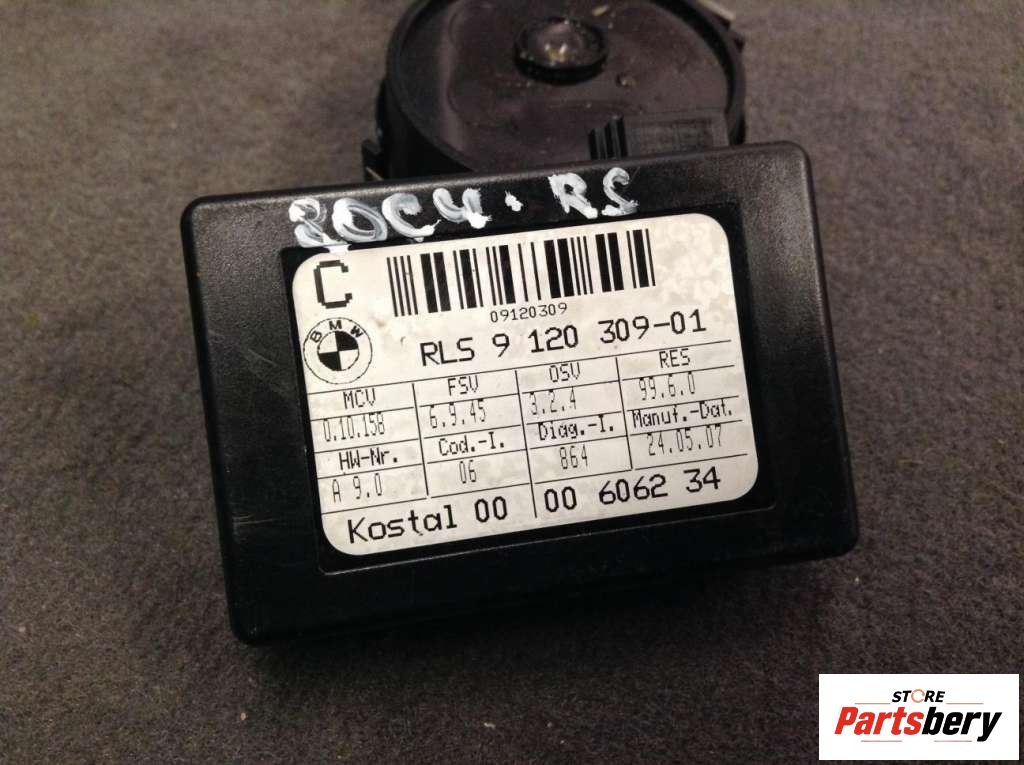 ROC4. RS
C
09120309
BMW
RLS 9 120 309-01
MCV FSV OSV RES
0.10.158 6.9.45 3.2.4 99.6.0
HW-Nr. Cod.-I. Diag.-I. Manuf.-Dat.
A 9.0 06 864 24.05.07
Kostal 00 00 6062 34
STORE
Partsbery